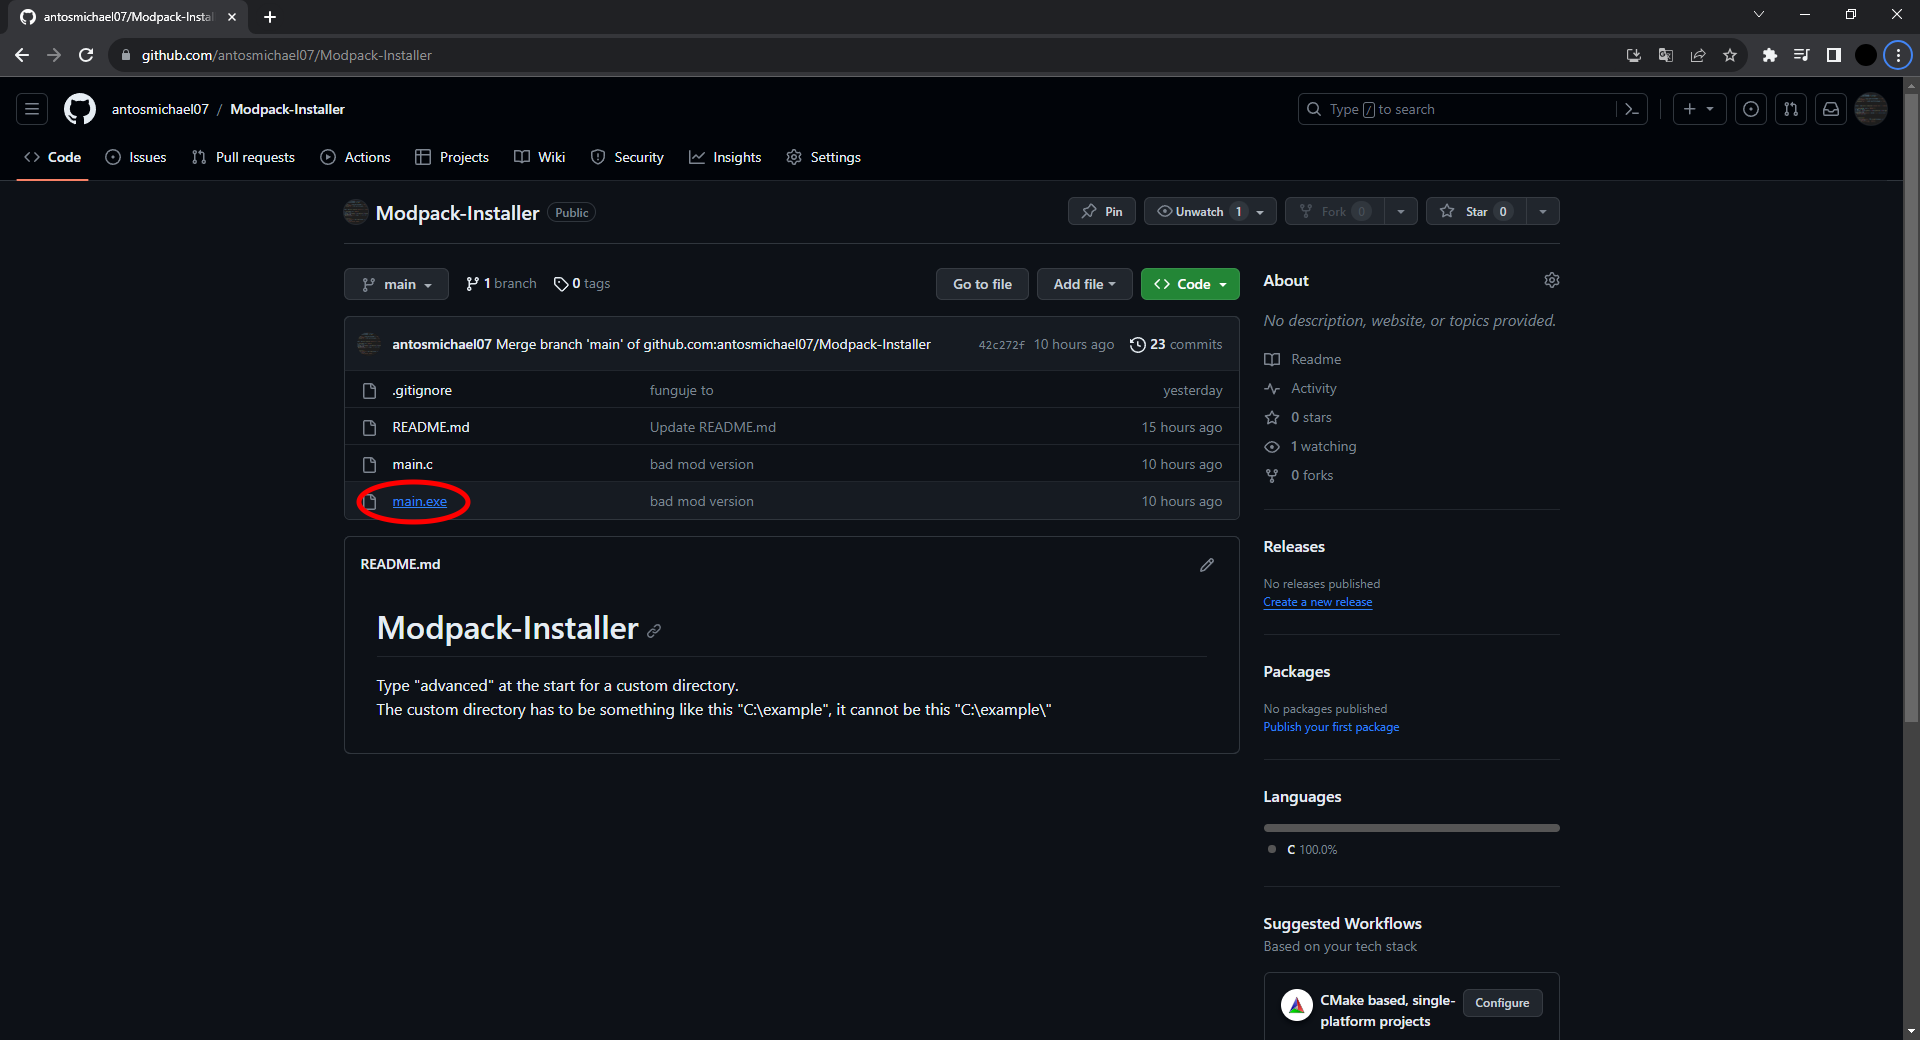 antosmichael07/Modpack-Instal
github.com/antosmichael07/Modpack-Installer
antosmichael07 / Modpack-Installer
Type / to search
Code Issues Pull requests Actions Projects Wiki Security Insights Settings
Modpack-Installer Public
Pin Unwatch 1 Fork 0 Star 0
main 1 branch 0 tags Go to file Add file Code
antosmichael07 Merge branch 'main' of github.com:antosmichael07/Modpack-Installer 42c272f 10 hours ago 23 commits
.gitignore funguje to yesterday
README.md Update README.md 15 hours ago
main.c bad mod version 10 hours ago
main.exe bad mod version 10 hours ago
README.md
Modpack-Installer
Type "advanced" at the start for a custom directory.
The custom directory has to be something like this "C:\example", it cannot be this "C:\example\"
About
No description, website, or topics provided.
Readme
Activity
0 stars
1 watching
0 forks
Releases
No releases published
Create a new release
Packages
No packages published
Publish your first package
Languages
C 100.0%
Suggested Workflows
Based on your tech stack
CMake based, single-
platform projects
Configure